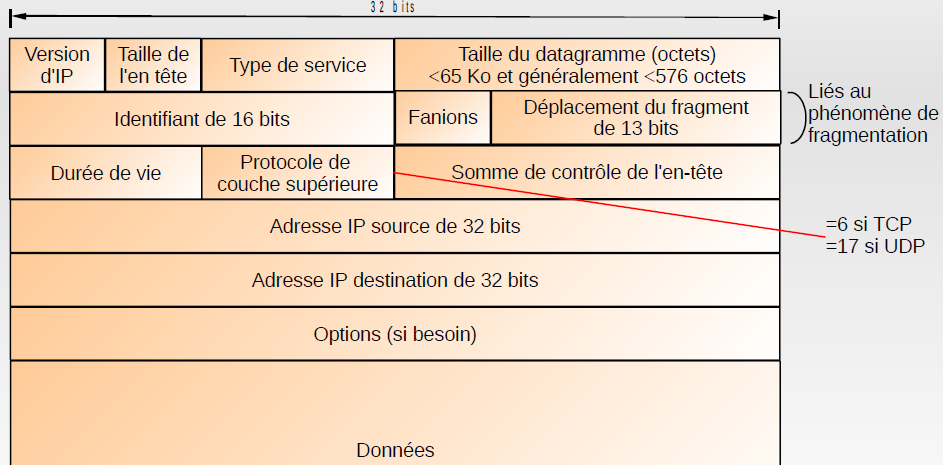 32 bits
Version
d'IP
Taille de
l'en tête
Type de service
Taille du datagramme (octets)
<65 Ko et généralement <576 octets
Identifiant de 16 bits
Fanions
Déplacement du fragment
de 13 bits
Liés au
phénomène de
fragmentation
Durée de vie
Protocole de
couche supérieure
Somme de contrôle de l'en-tête
=6 si TCP
=17 si UDP
Adresse IP source de 32 bits
Adresse IP destination de 32 bits
Options (si besoin)
Données